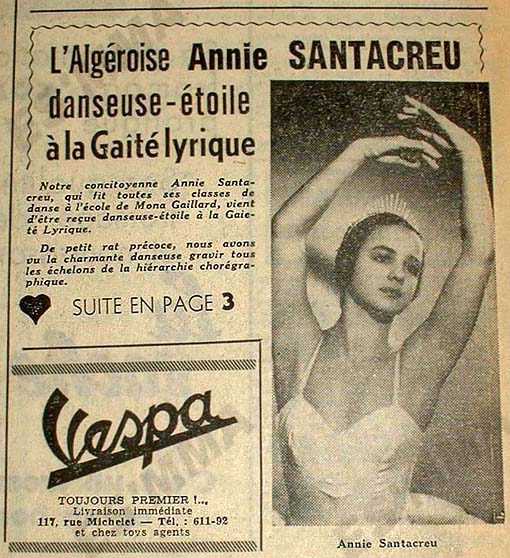 L'Algéroise Annie SANTACREU
danseuse-étoile
à la Gaîté lyrique
Notre concitoyenne Annie Santa-
creu, qui fit toutes ses classes de
danse à l'école de Mona Gaillard, vient
d'être reçue danseuse-étoile à la Gaie-
té Lyrique.
De petit rat précoce, nous avons
vu la charmante danseuse gravir tous
les échelons de la hiérarchie chorégra-
phique.
SUITE EN PAGE 3
Vespa
TOUJOURS PREMIER !...
Livraison immédiate
117, rue Michelet — Tél. : 611-92
et chez tovs agents
Annie Santacreu